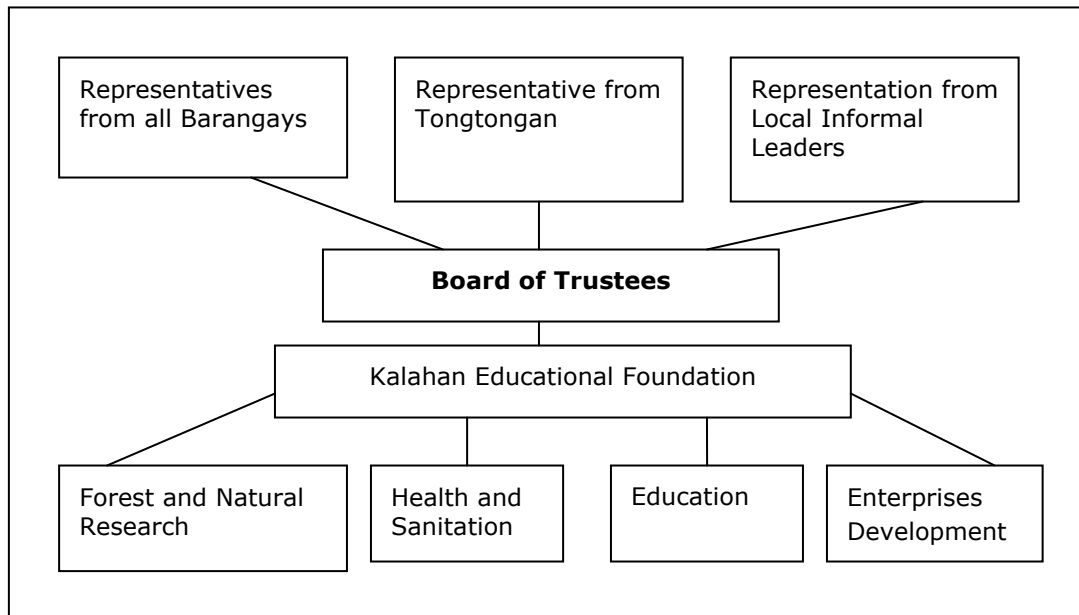 Representatives
from all Barangays
Representative from
Tongtongan
Representation from
Local Informal
Leaders
Board of Trustees
Kalahan Educational Foundation
Forest and Natural
Research
Health and
Sanitation
Education
Enterprises
Development